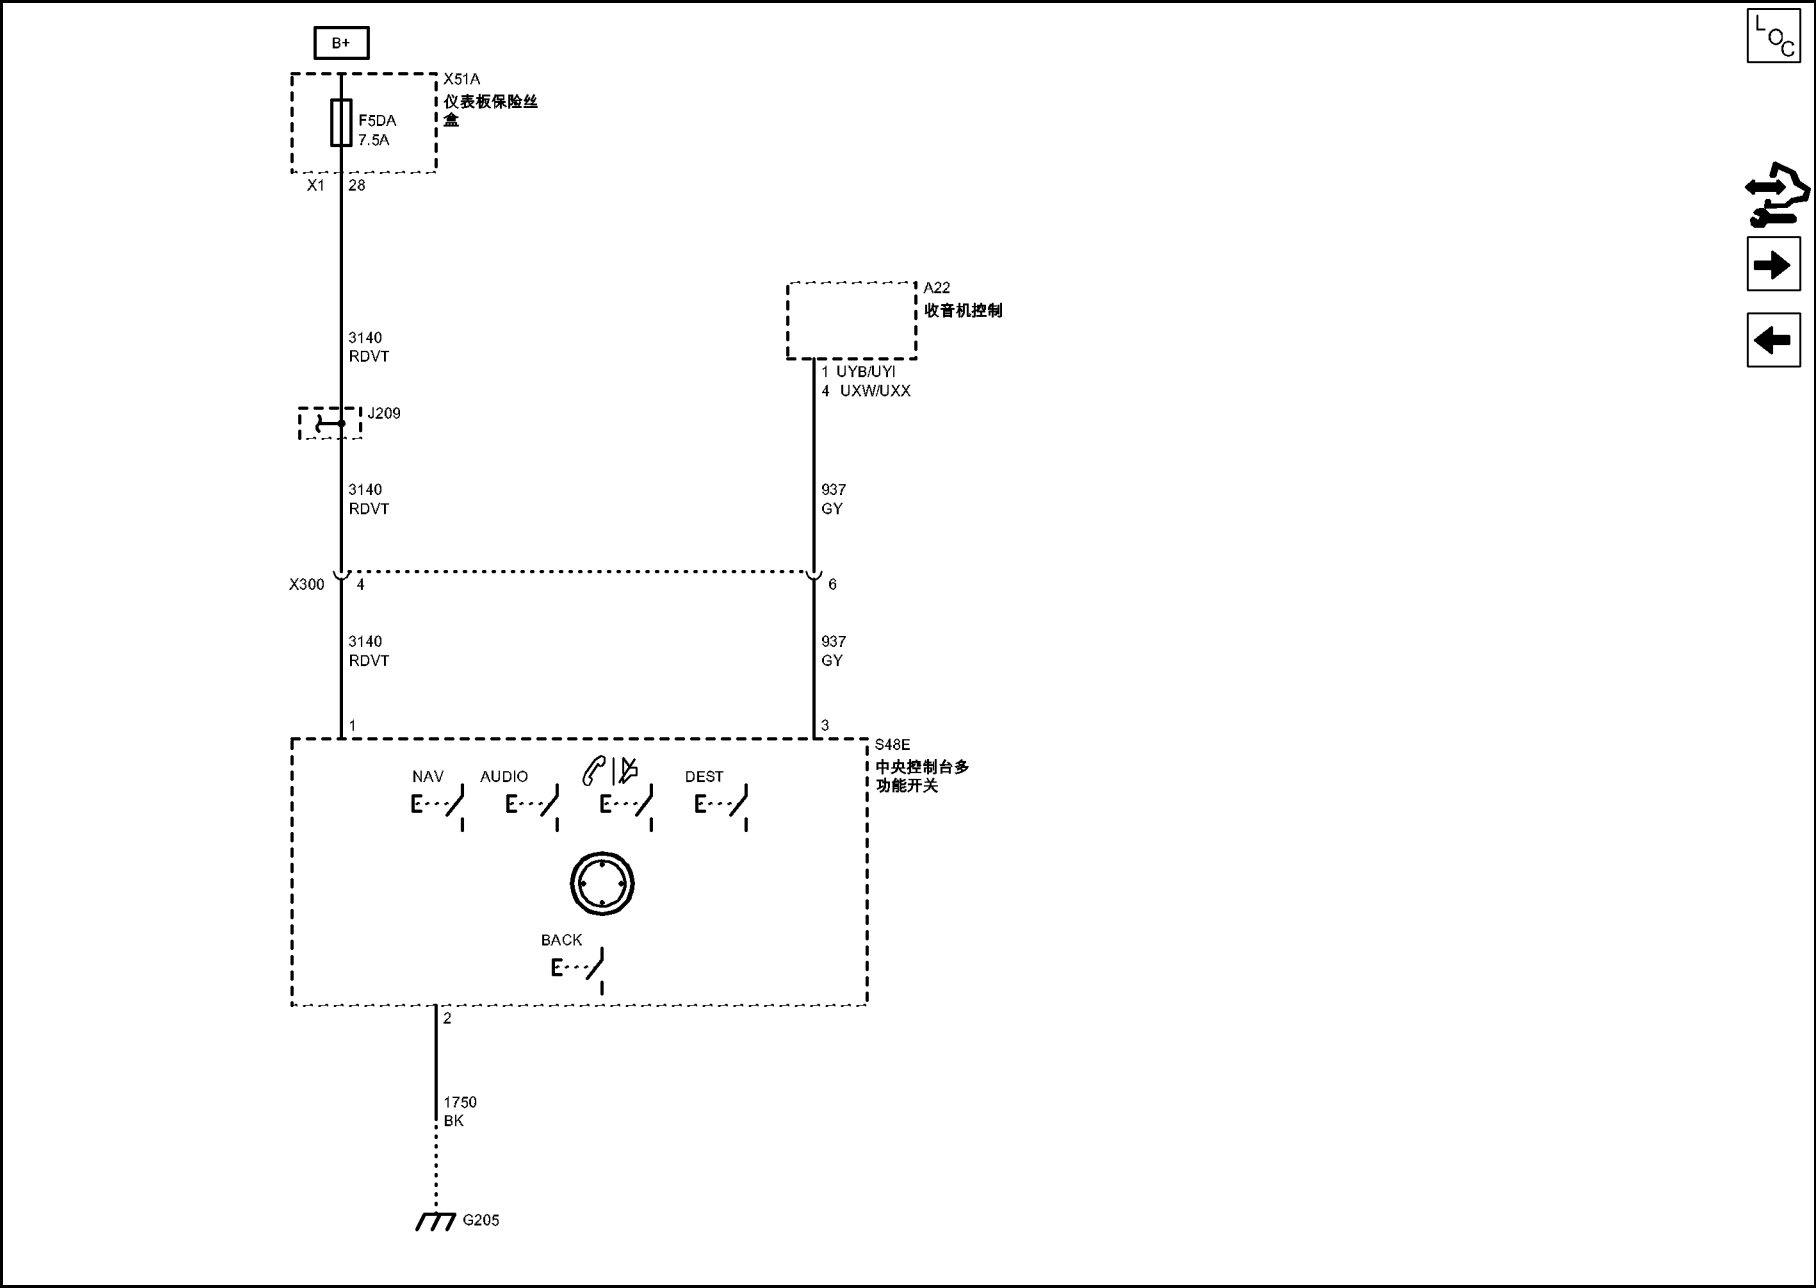 LOC
B+
X51A
仪表板保险丝
盒
F5DA
7.5A
X1 28
A22
收音机控制
3140
RDVT
1 UYB/UYI
4 UXW/UXX
J209
3140
RDVT
937
GY
X300 4 6
3140
RDVT
937
GY
1 3
S48E
中央控制台多
功能开关
NAV AUDIO DEST
BACK
2
1750
BK
G205